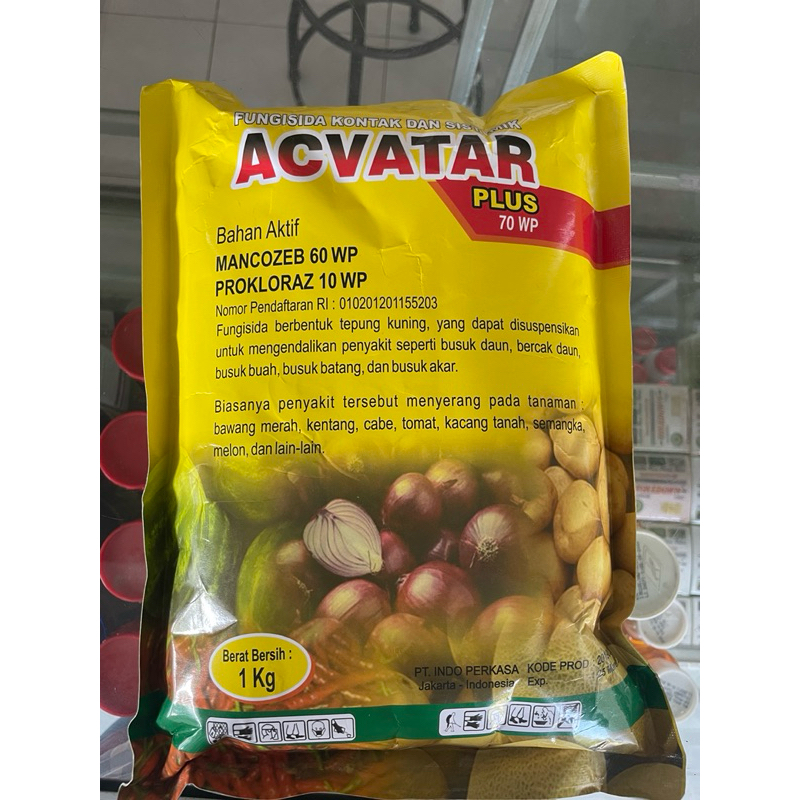 FUNGISIDA KONTAK DAN SISTEMIK
ACVATAR
PLUS
70 WP
Bahan Aktif
MANCOZEB 60 WP
PROKLORAZ 10 WP
Nomor Pendaftaran RI : 010201201155203
Fungisida berbentuk tepung kuning, yang dapat disuspensikan
untuk mengendalikan penyakit seperti busuk daun, bercak daun,
busuk buah, busuk batang, dan busuk akar.
Biasanya penyakit tersebut menyerang pada tanaman :
bawang merah, kentang, cabe, tomat, kacang tanah, semangka,
melon, dan lain-lain.
Berat Bersih :
1 Kg
PT. INDO PERKASA
Jakarta - Indonesia
KODE PROD
Exp